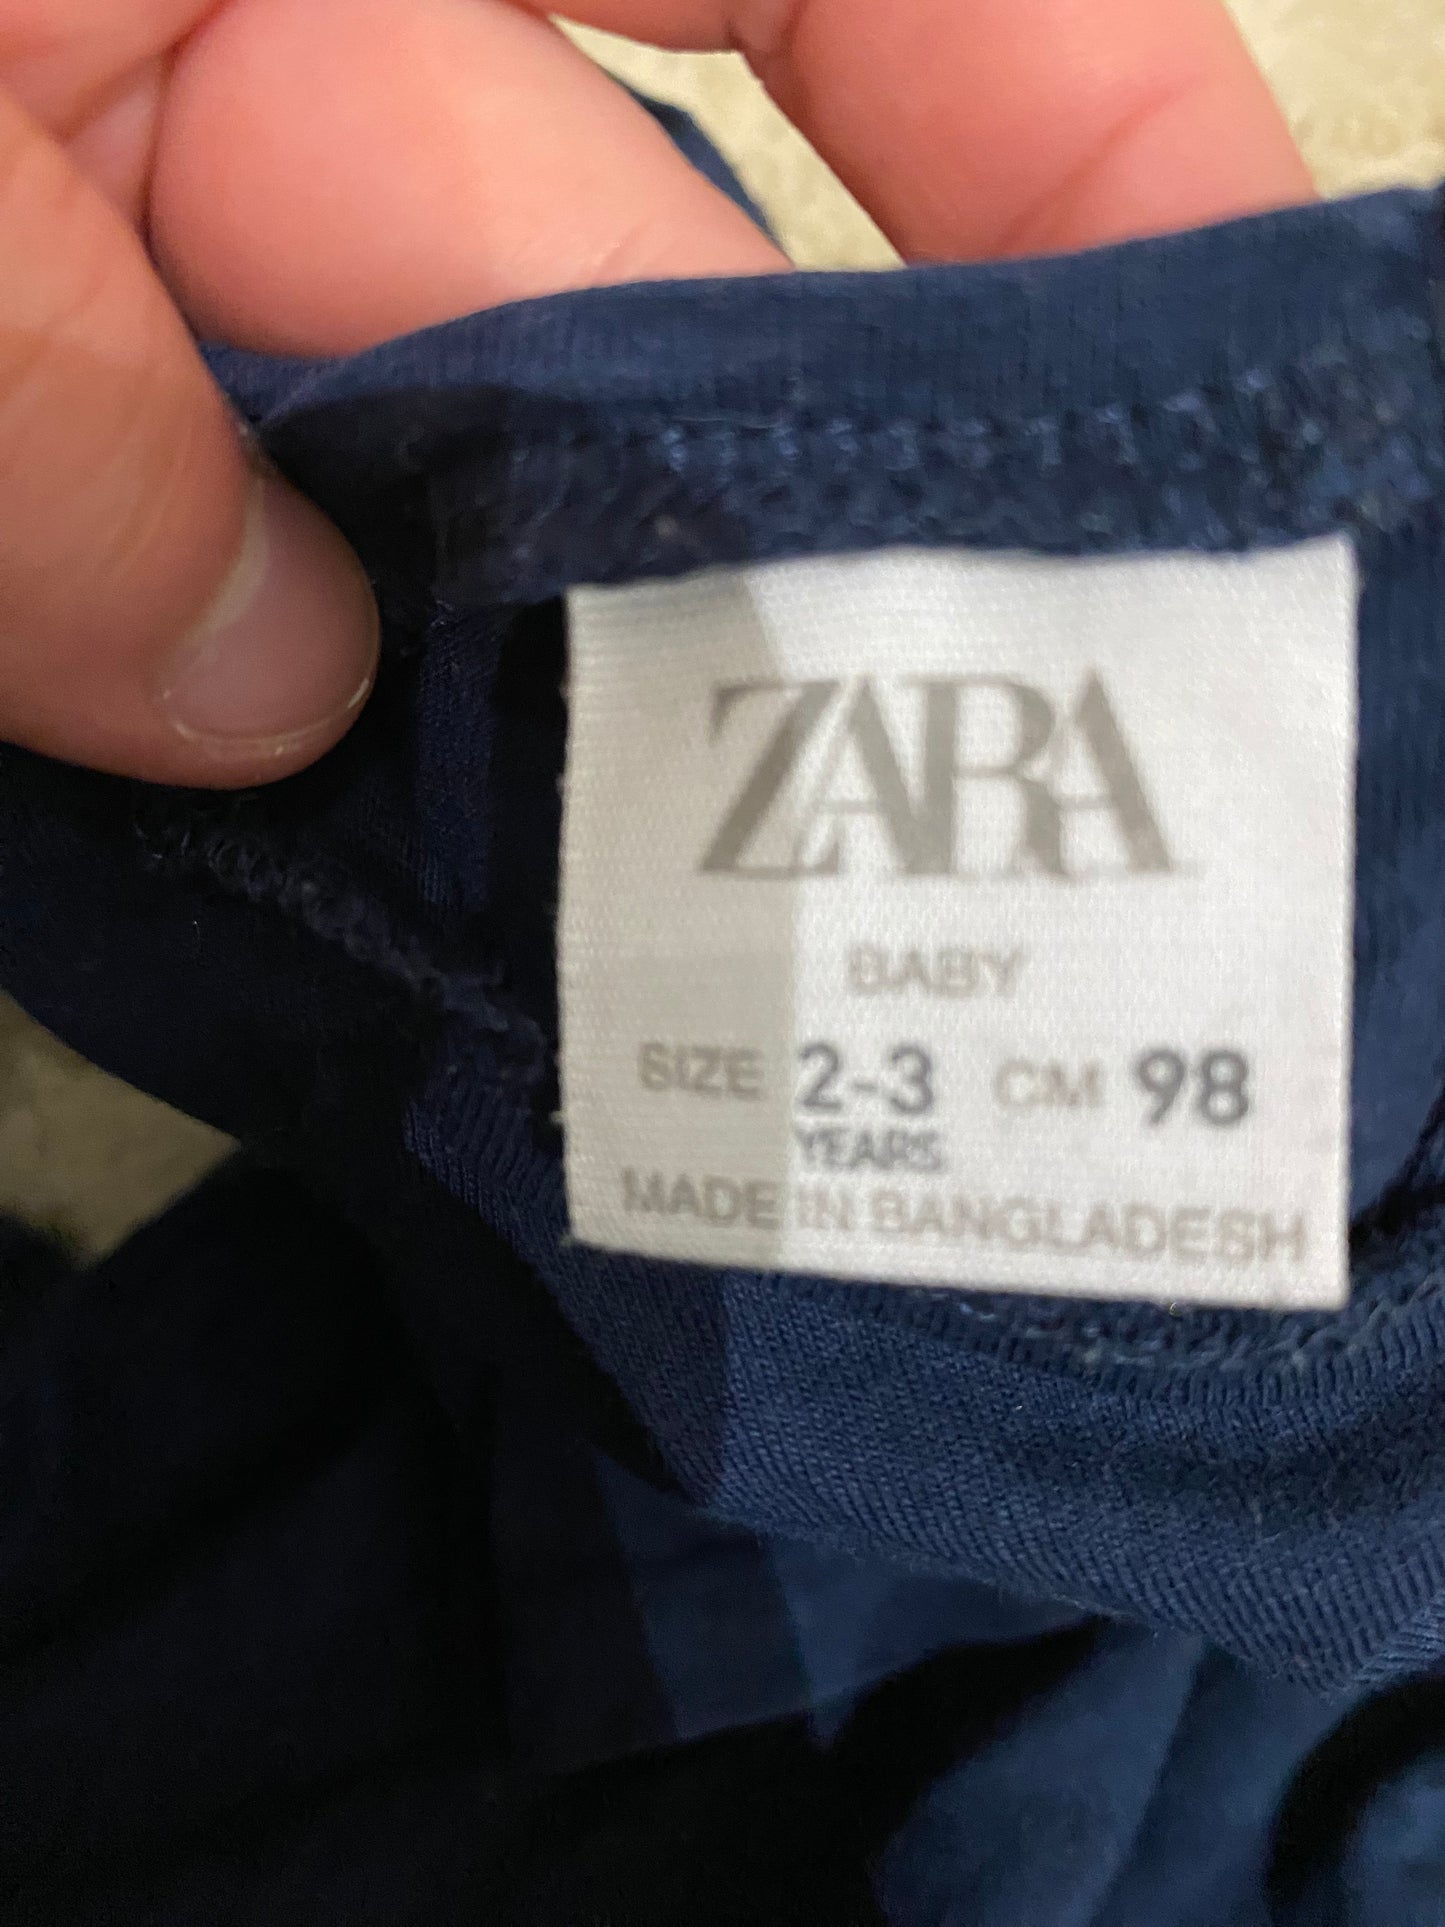 ZARA
BABY
SIZE 2-3 CM 98
YEARS
MADE IN BANGLADESH